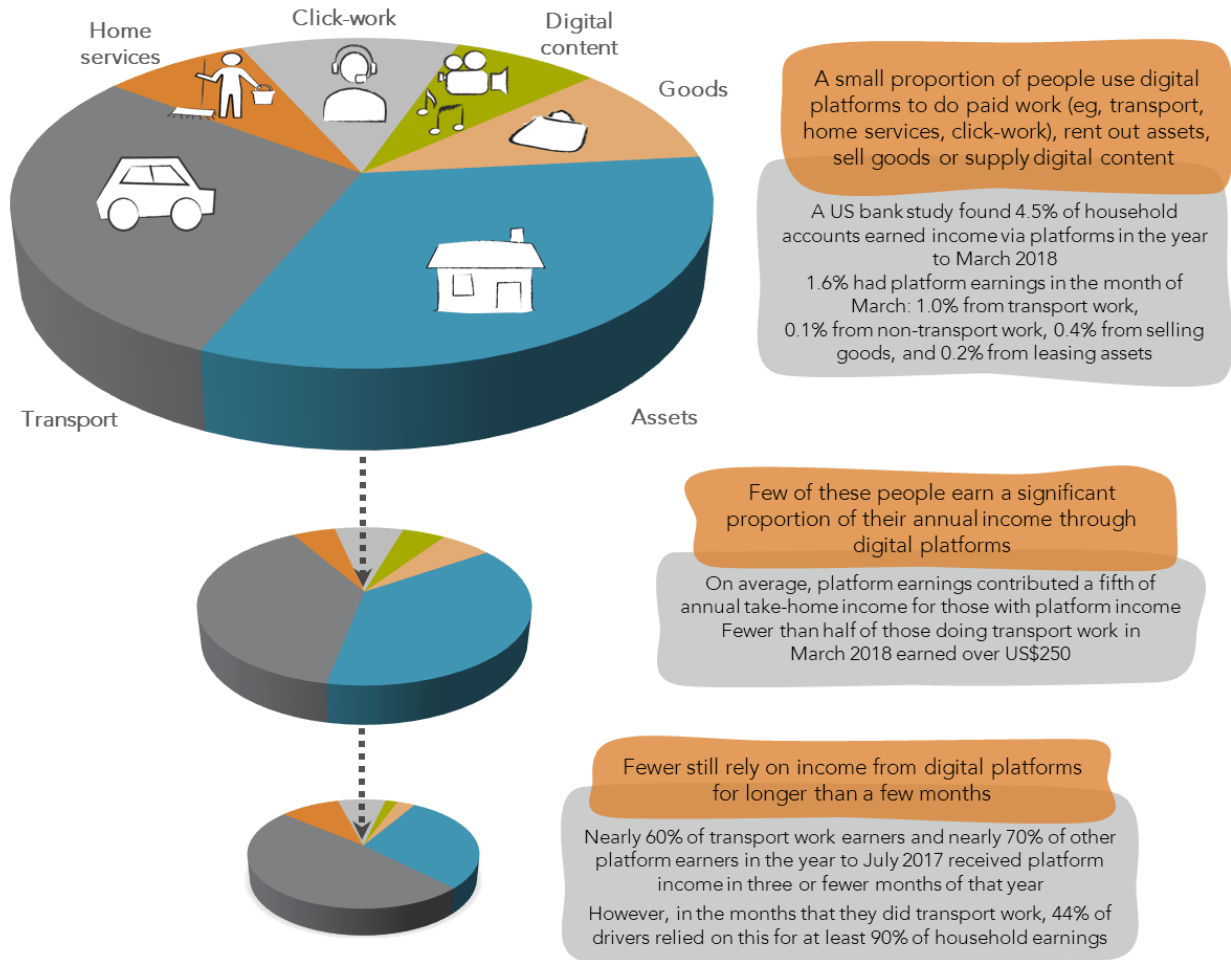 Home
services
Click-work
Digital
content
Goods
Transport
Assets
A small proportion of people use digital
platforms to do paid work (eg, transport,
home services, click-work), rent out assets,
sell goods or supply digital content
A US bank study found 4.5% of household
accounts earned income via platforms in the year
to March 2018
1.6% had platform earnings in the month of
March: 1.0% from transport work,
0.1% from non-transport work, 0.4% from selling
goods, and 0.2% from leasing assets
Few of these people earn a significant
proportion of their annual income through
digital platforms
On average, platform earnings contributed a fifth of
annual take-home income for those with platform income
Fewer than half of those doing transport work in
March 2018 earned over US$250
Fewer still rely on income from digital platforms
for longer than a few months
Nearly 60% of transport work earners and nearly 70% of other
platform earners in the year to July 2017 received platform
income in three or fewer months of that year
However, in the months that they did transport work, 44% of
drivers relied on this for at least 90% of household earnings